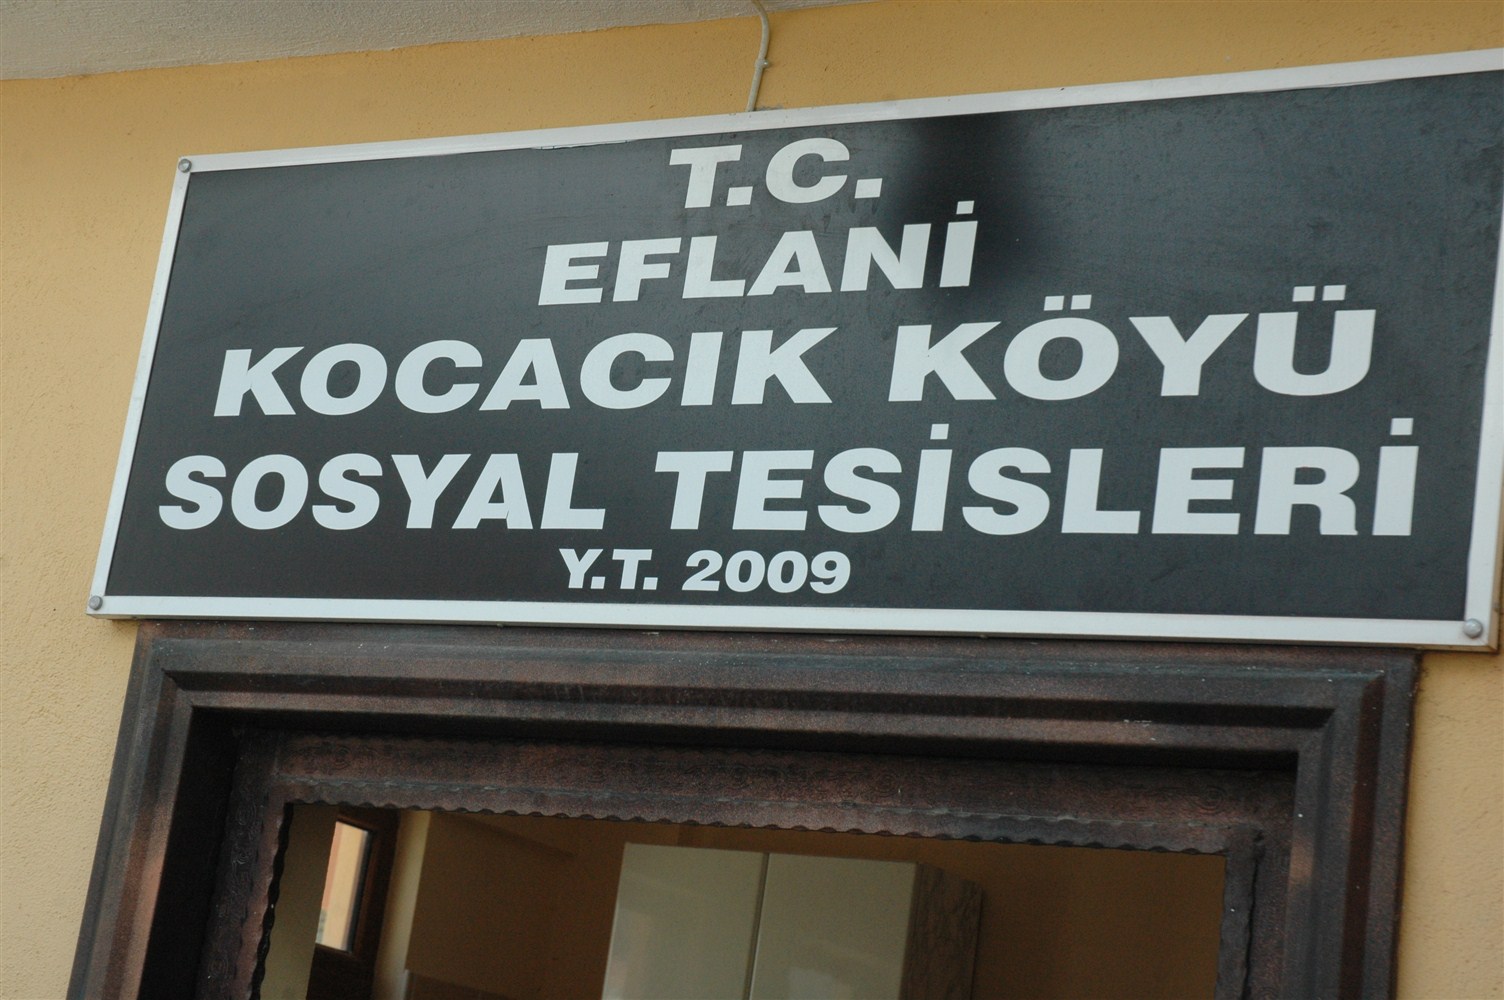 T.C.
EFLANİ
KOCACIK KÖYÜ
SOSYAL TESİSLERİ
Y.T. 2009